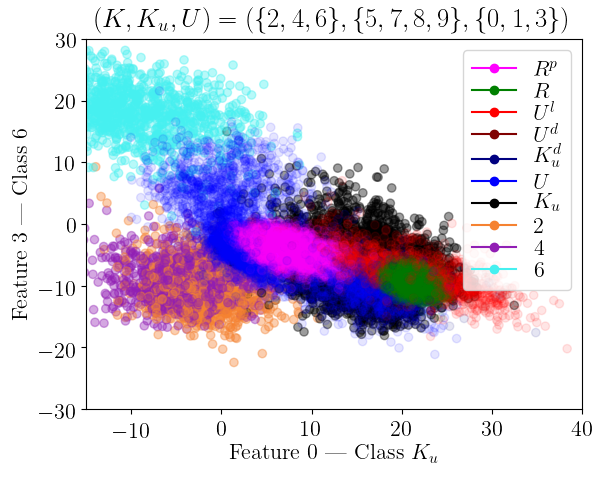 (K, K_u, U) = ({2, 4, 6}, {5, 7, 8, 9}, {0, 1, 3})
R^p
R
U^l
U^d
K_u^d
U
K_u
2
4
6
Feature 3 — Class 6
30
20
10
0
−10
−20
−30
−10
0
10
20
30
40
Feature 0 — Class K_u